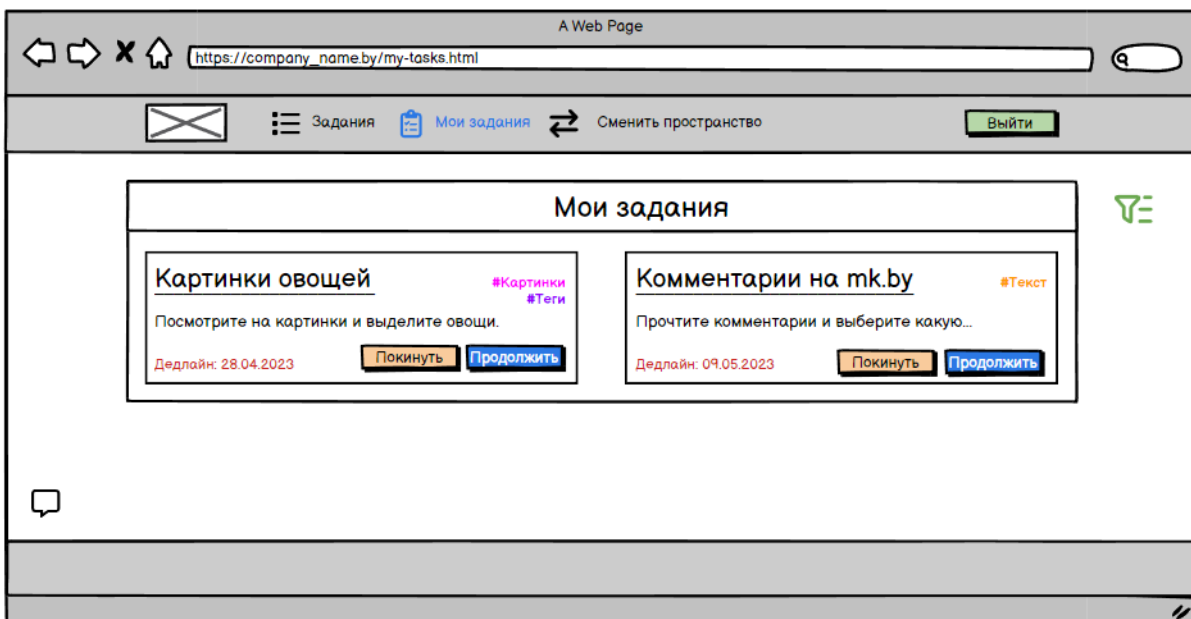 A Web Page
https://company_name.by/my-tasks.html
Задания Мои задания Сменить пространство Выйти
Мои задания
Картинки овощей
#Картинки
#Теги
Посмотрите на картинки и выделите овощи.
Дедлайн: 28.04.2023 Покинуть Продолжить
Комментарии на mk.by
#Текст
Прочтите комментарии и выберите какую...
Дедлайн: 09.05.2023 Покинуть Продолжить